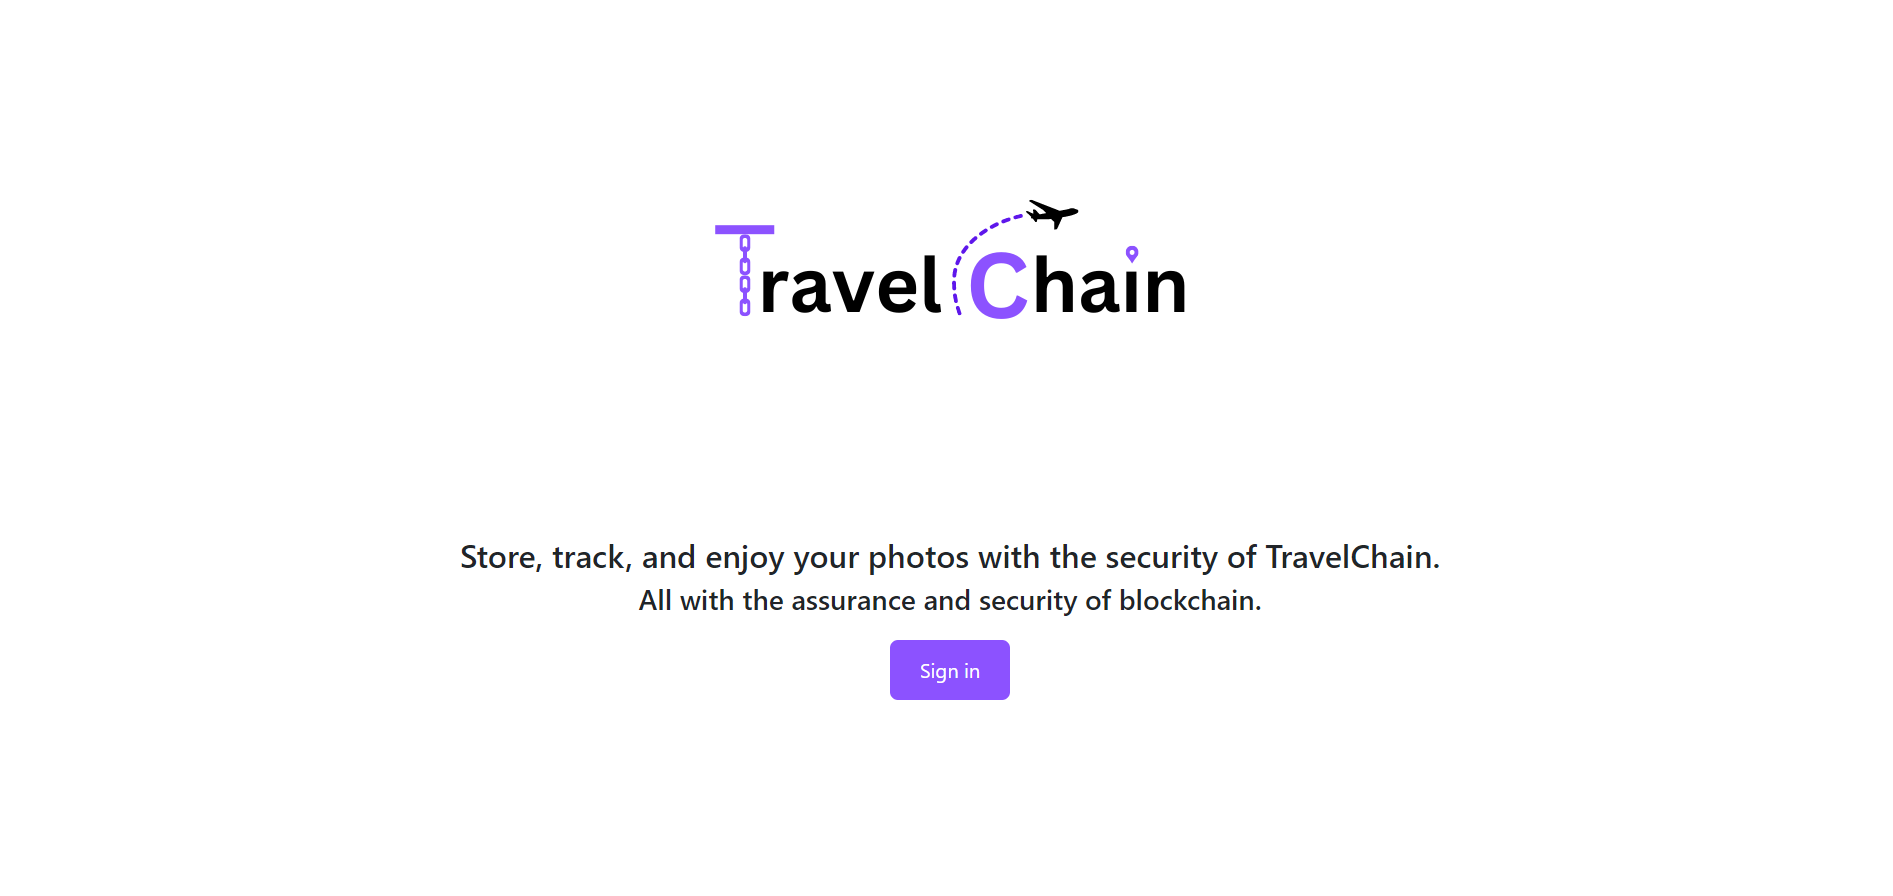 Travel Chain
Store, track, and enjoy your photos with the security of TravelChain.
All with the assurance and security of blockchain.
Sign in